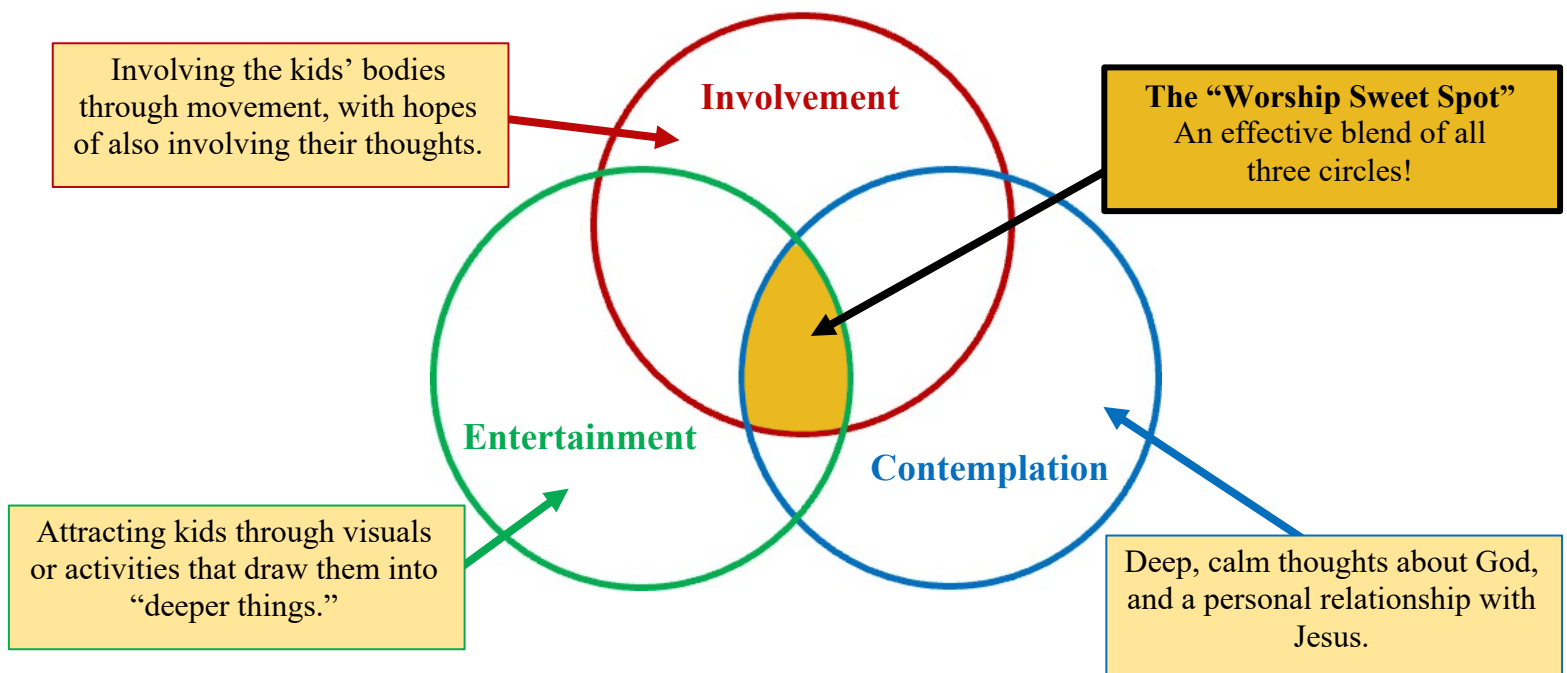 Involving the kids’ bodies
through movement, with hopes
of also involving their thoughts.
Involvement
The “Worship Sweet Spot”
An effective blend of all
three circles!
Entertainment
Contemplation
Attracting kids through visuals
or activities that draw them into
“deeper things.”
Deep, calm thoughts about God,
and a personal relationship with
Jesus.